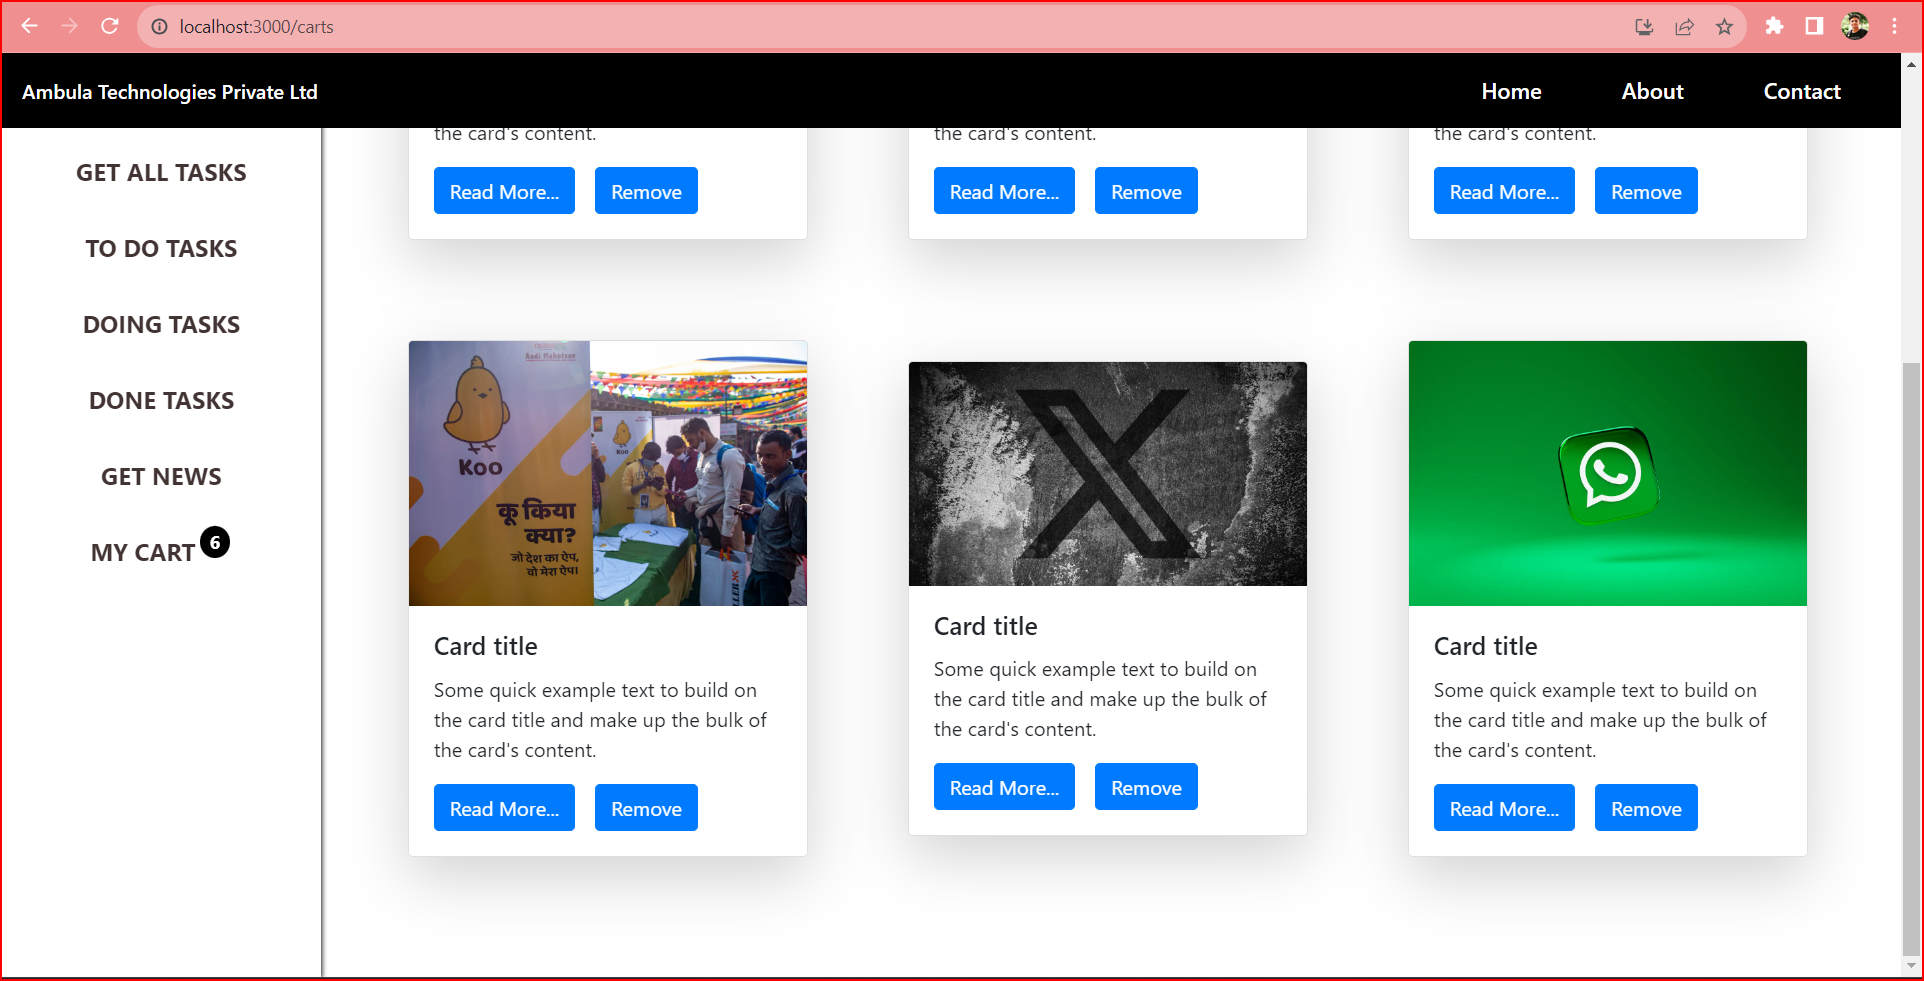 localhost:3000/carts
Ambula Technologies Private Ltd
Home
About
Contact
GET ALL TASKS
TO DO TASKS
DOING TASKS
DONE TASKS
GET NEWS
MY CART 6
the card's content.
Read More...
Remove
the card's content.
Read More...
Remove
the card's content.
Read More...
Remove
Koo
कू किया
क्या?
जो देश का ऐप,
वो मेरा ऐप।
Koo
Card title
Some quick example text to build on
the card title and make up the bulk of
the card's content.
Read More...
Remove
X
Card title
Some quick example text to build on
the card title and make up the bulk of
the card's content.
Read More...
Remove
Card title
Some quick example text to build on
the card title and make up the bulk of
the card's content.
Read More...
Remove